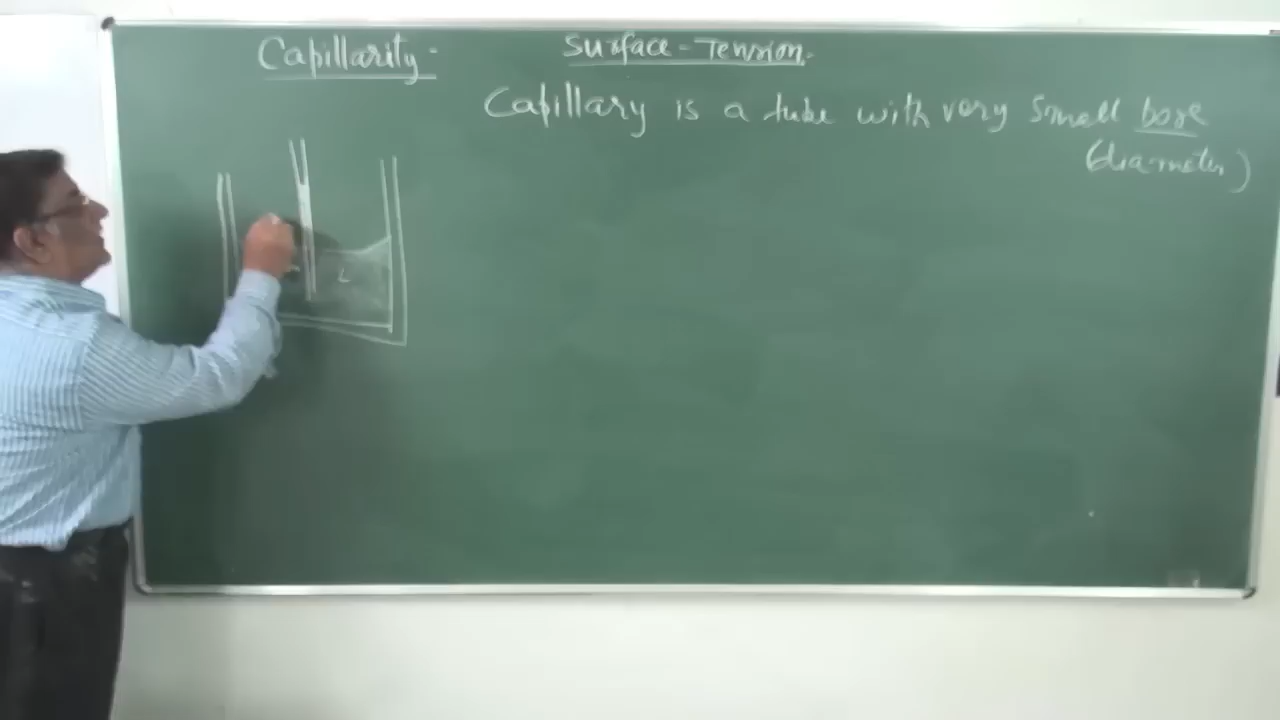 Capillarity- Surface-Tension-
Capillary is a tube with very small bore
(diameter)
L